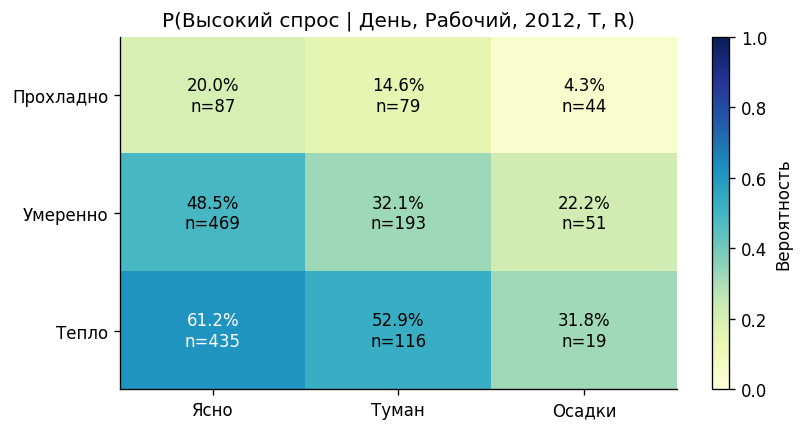 P(Высокий спрос | День, Рабочий, 2012, T, R)
Прохладно
20.0%
n=87
14.6%
n=79
4.3%
n=44
Умеренно
48.5%
n=469
32.1%
n=193
22.2%
n=51
Тепло
61.2%
n=435
52.9%
n=116
31.8%
n=19
Ясно
Туман
Осадки
1.0
0.8
0.6
0.4
0.2
0.0
Вероятность